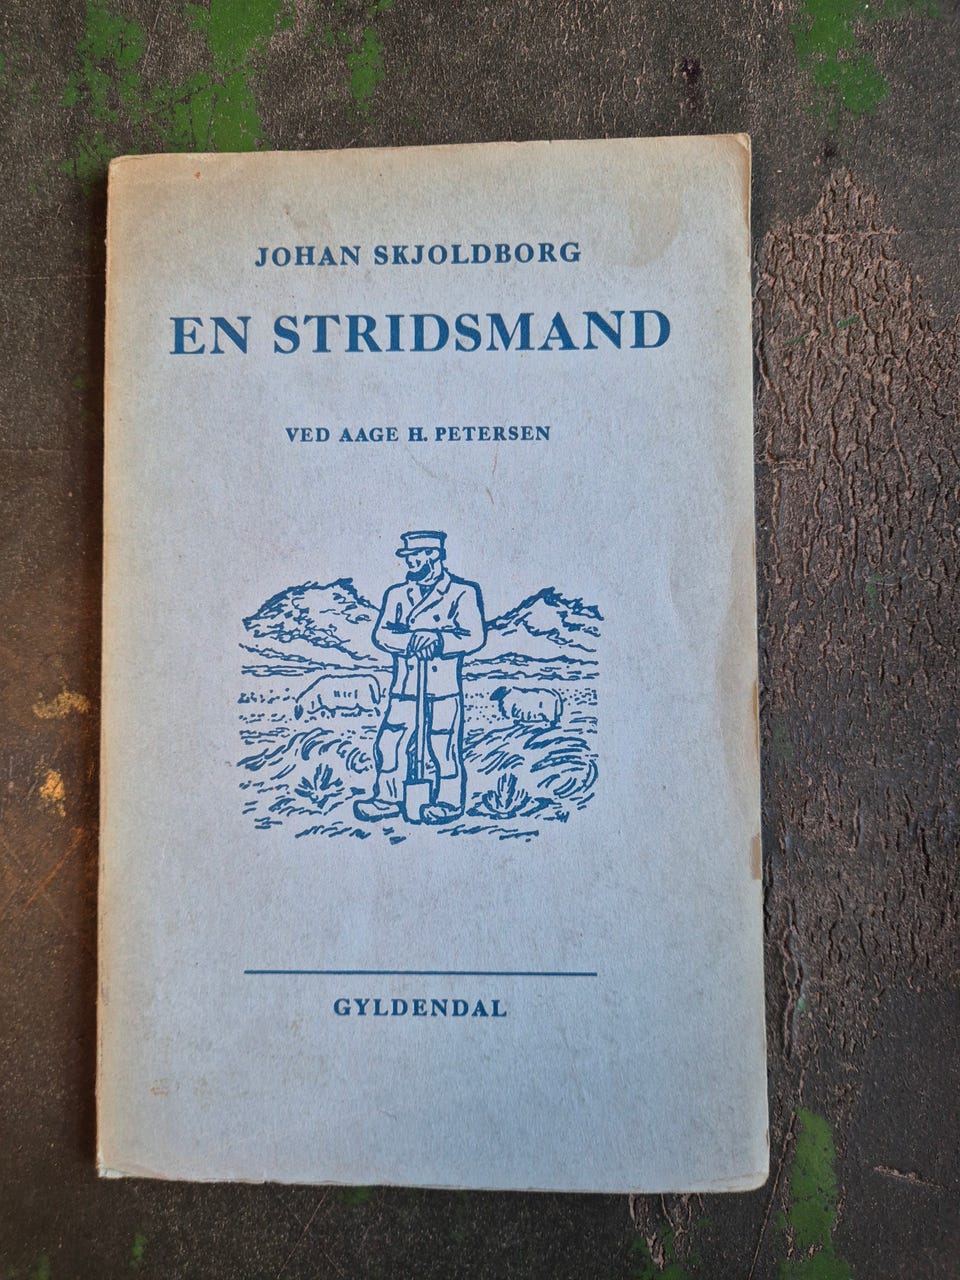 JOHAN SKJOLDBORG
EN STRIDSMAND
VED AAGE H. PETERSEN
GYLDENDAL